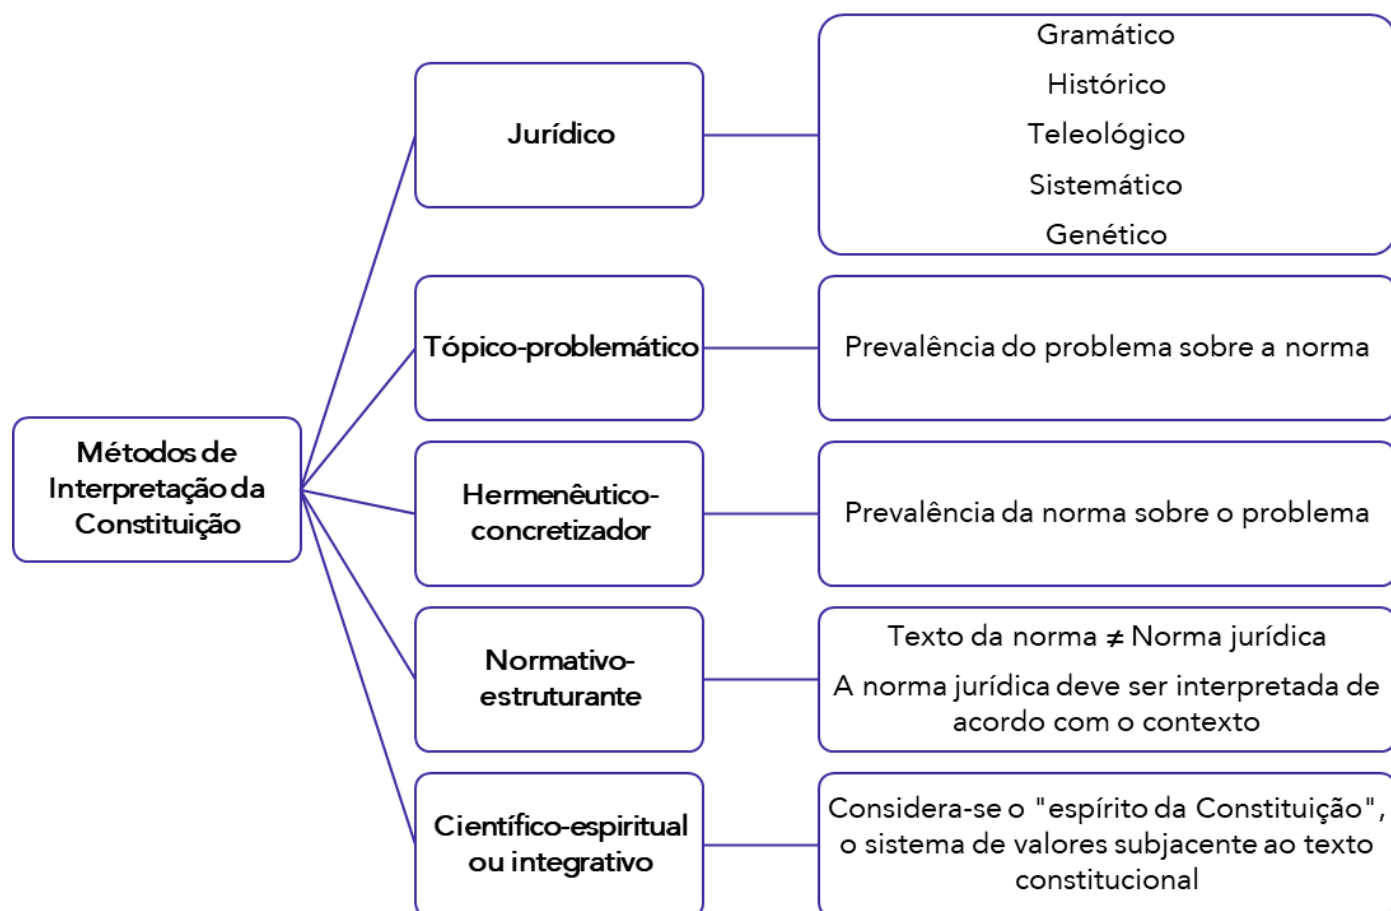 Métodos de
Interpretação da
Constituição
Jurídico
Gramático
Histórico
Teleológico
Sistemático
Genético
Tópico-problemático
Prevalência do problema sobre a norma
Hermenêutico-
concretizador
Prevalência da norma sobre o problema
Normativo-
estruturante
Texto da norma ≠ Norma jurídica
A norma jurídica deve ser interpretada de
acordo com o contexto
Científico-espiritual
ou integrativo
Considera-se o "espírito da Constituição",
o sistema de valores subjacente ao texto
constitucional